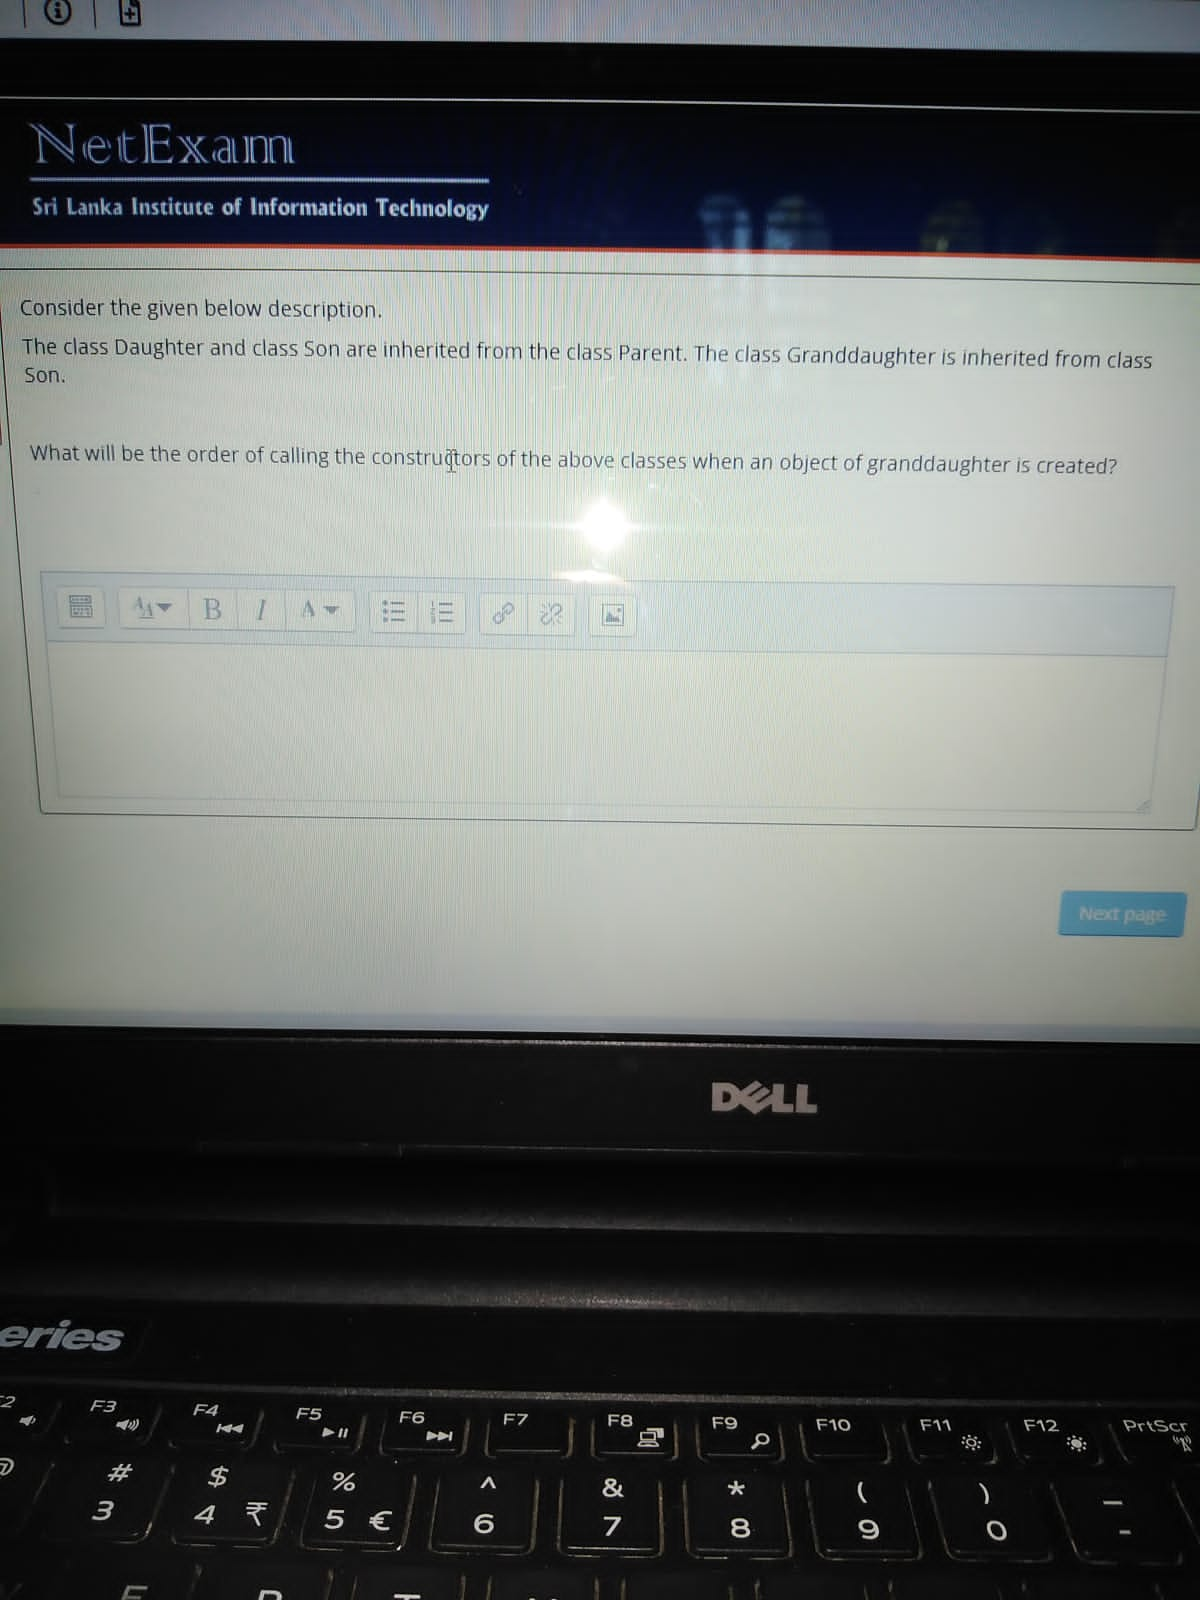 NetExam
Sri Lanka Institute of Information Technology
Consider the given below description.
The class Daughter and class Son are inherited from the class Parent. The class Granddaughter is inherited from class
Son.
What will be the order of calling the constructors of the above classes when an object of granddaughter is created?
B I A
Next page
DELL
eries
F3 F4 F5 F6 F7 F8 F9 F10 F11 F12 PrtScr
# $ % ^ & * ( ) _
3 4 ₹ 5 € 6 7 8 9 0 -